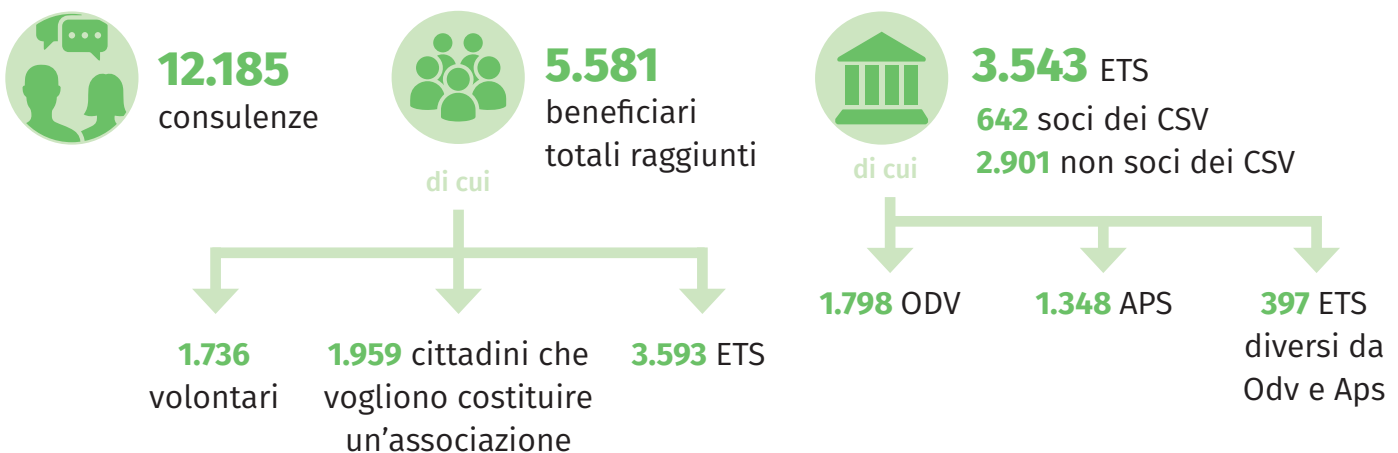 12.185
consulenze
5.581
beneficiari
totali raggiunti
di cui
1.736
volontari
1.959 cittadini che
vogliono costituire
un'associazione
3.593 ETS
3.543 ETS
642 soci dei CSV
2.901 non soci dei CSV
di cui
1.798 ODV
1.348 APS
397 ETS
diversi da
Odv e Aps